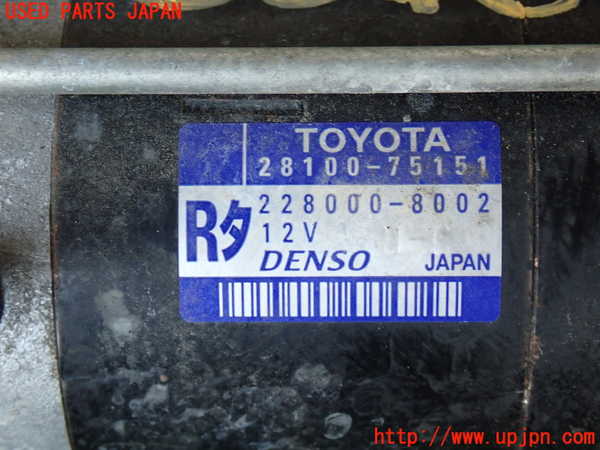 USED PARTS JAPAN
TOYOTA
28100-75151
228000-8002
Rタ
12V
DENSO JAPAN
http://www.upjpn.com/